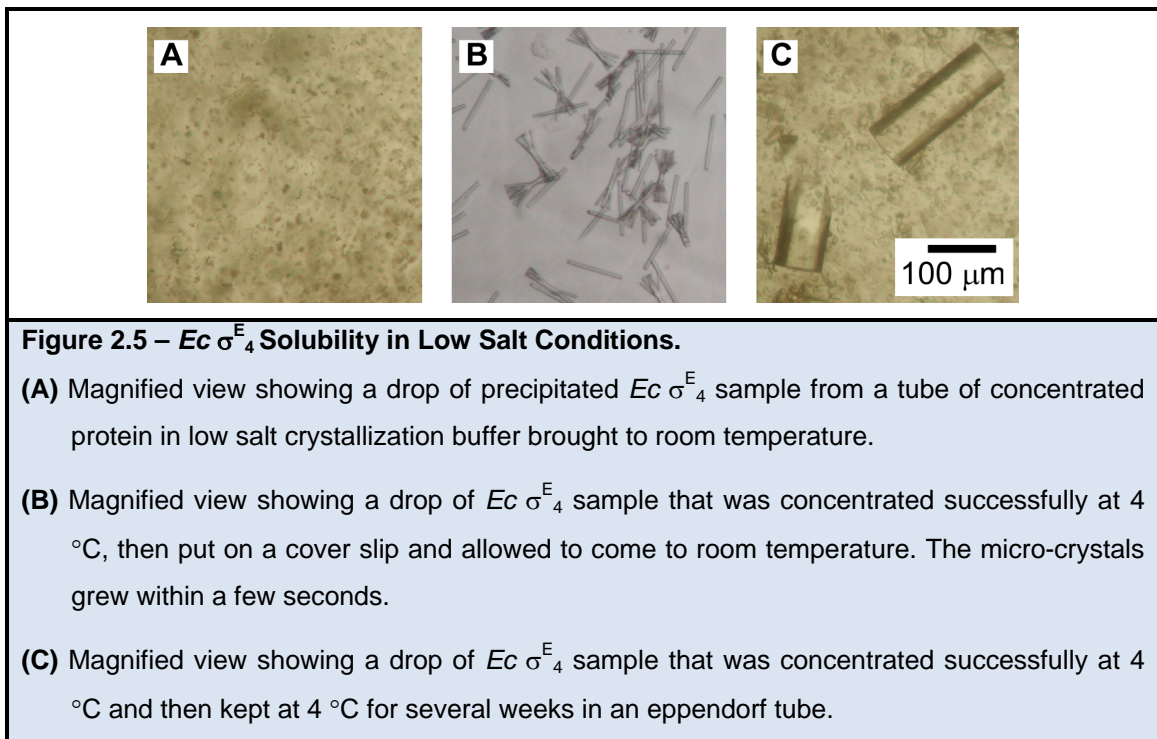 A B C
100 μm
Figure 2.5 – Ec σᴱ₄ Solubility in Low Salt Conditions.
(A) Magnified view showing a drop of precipitated Ec σᴱ₄ sample from a tube of concentrated
protein in low salt crystallization buffer brought to room temperature.
(B) Magnified view showing a drop of Ec σᴱ₄ sample that was concentrated successfully at 4
°C, then put on a cover slip and allowed to come to room temperature. The micro-crystals
grew within a few seconds.
(C) Magnified view showing a drop of Ec σᴱ₄ sample that was concentrated successfully at 4
°C and then kept at 4 °C for several weeks in an eppendorf tube.